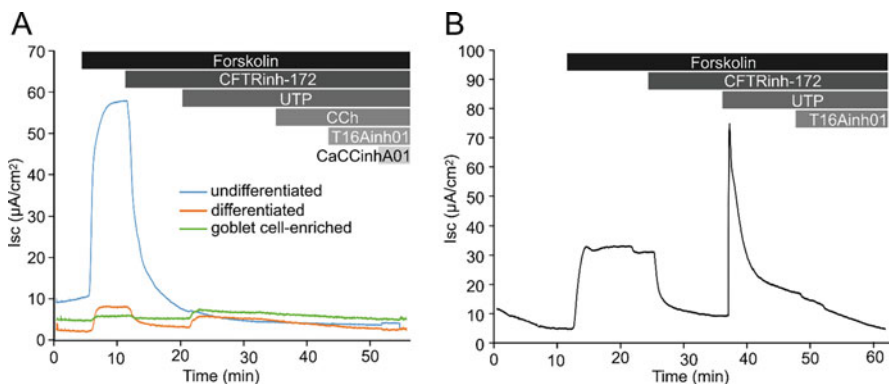 A
70
60
50
40
30
20
10
0
Isc (µA/cm²)
Forskolin
CFTRinh-172
UTP
CCh
T16Ainh01
CaCCinhA01
undifferentiated
differentiated
goblet cell-enriched
0 10 20 30 40 50
Time (min)
B
100
90
80
70
60
50
40
30
20
10
0
Isc (µA/cm²)
Forskolin
CFTRinh-172
UTP
T16Ainh01
0 10 20 30 40 50 60
Time (min)